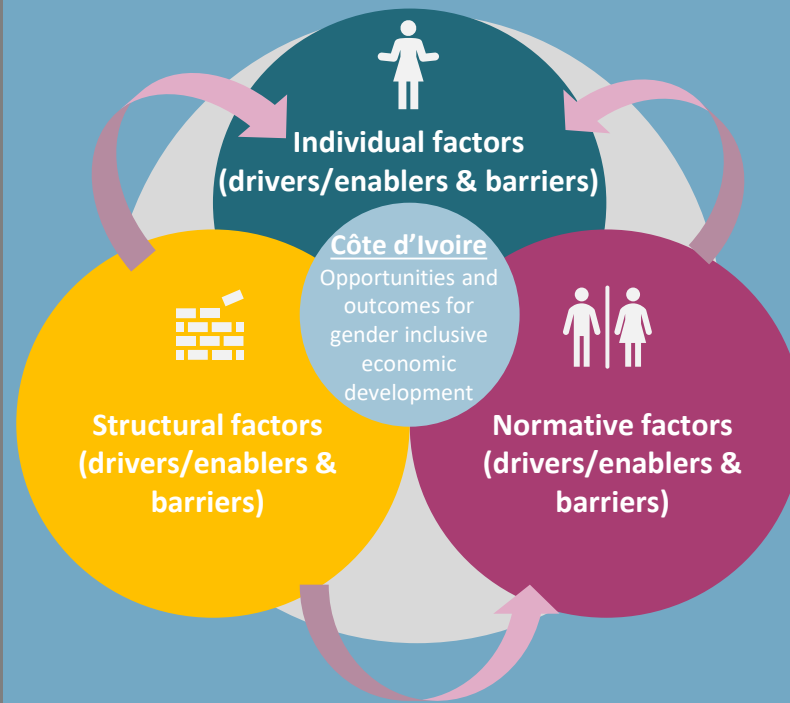 Individual factors
(drivers/enablers & barriers)
Côte d’Ivoire
Opportunities and
outcomes for
gender inclusive
economic
development
Structural factors
(drivers/enablers &
barriers)
Normative factors
(drivers/enablers &
barriers)